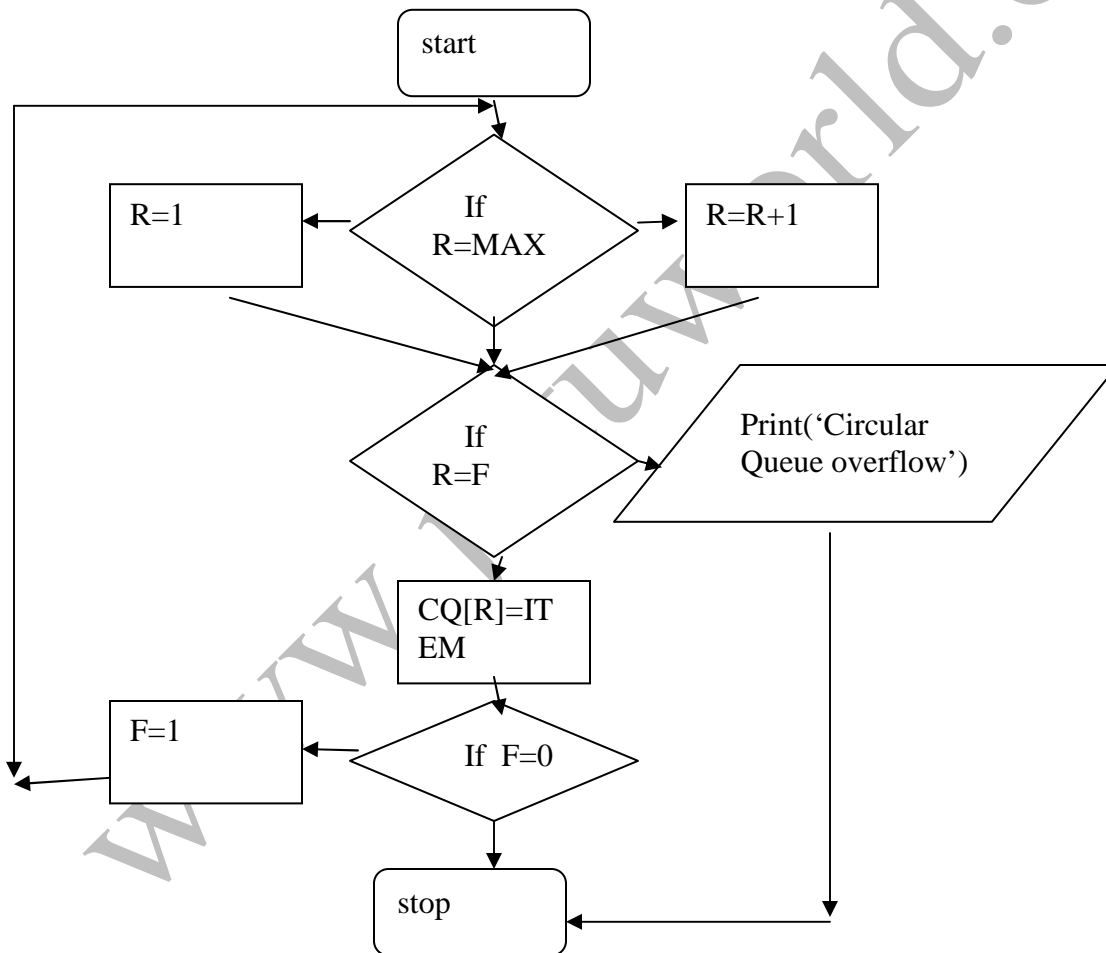 start
If
R=MAX
R=1
R=R+1
If
R=F
Print(‘Circular
Queue overflow’)
CQ[R]=IT
EM
F=1
If F=0
stop